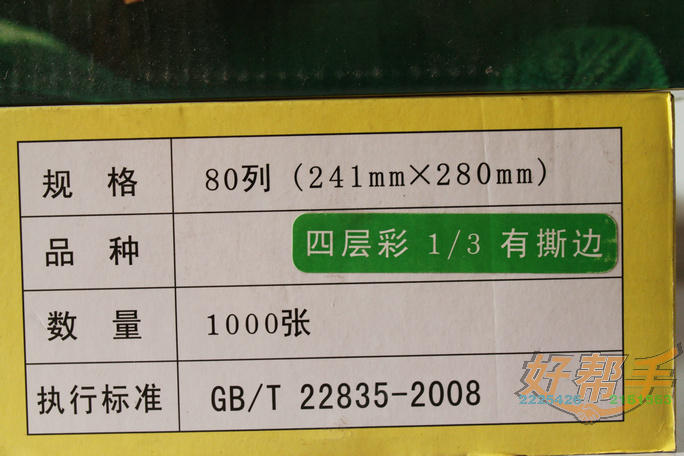 规 格 80列（241mm×280mm）
品 种 四层彩 1/3 有撕边
数 量 1000张
执行标准 GB/T 22835-2008
好帮手